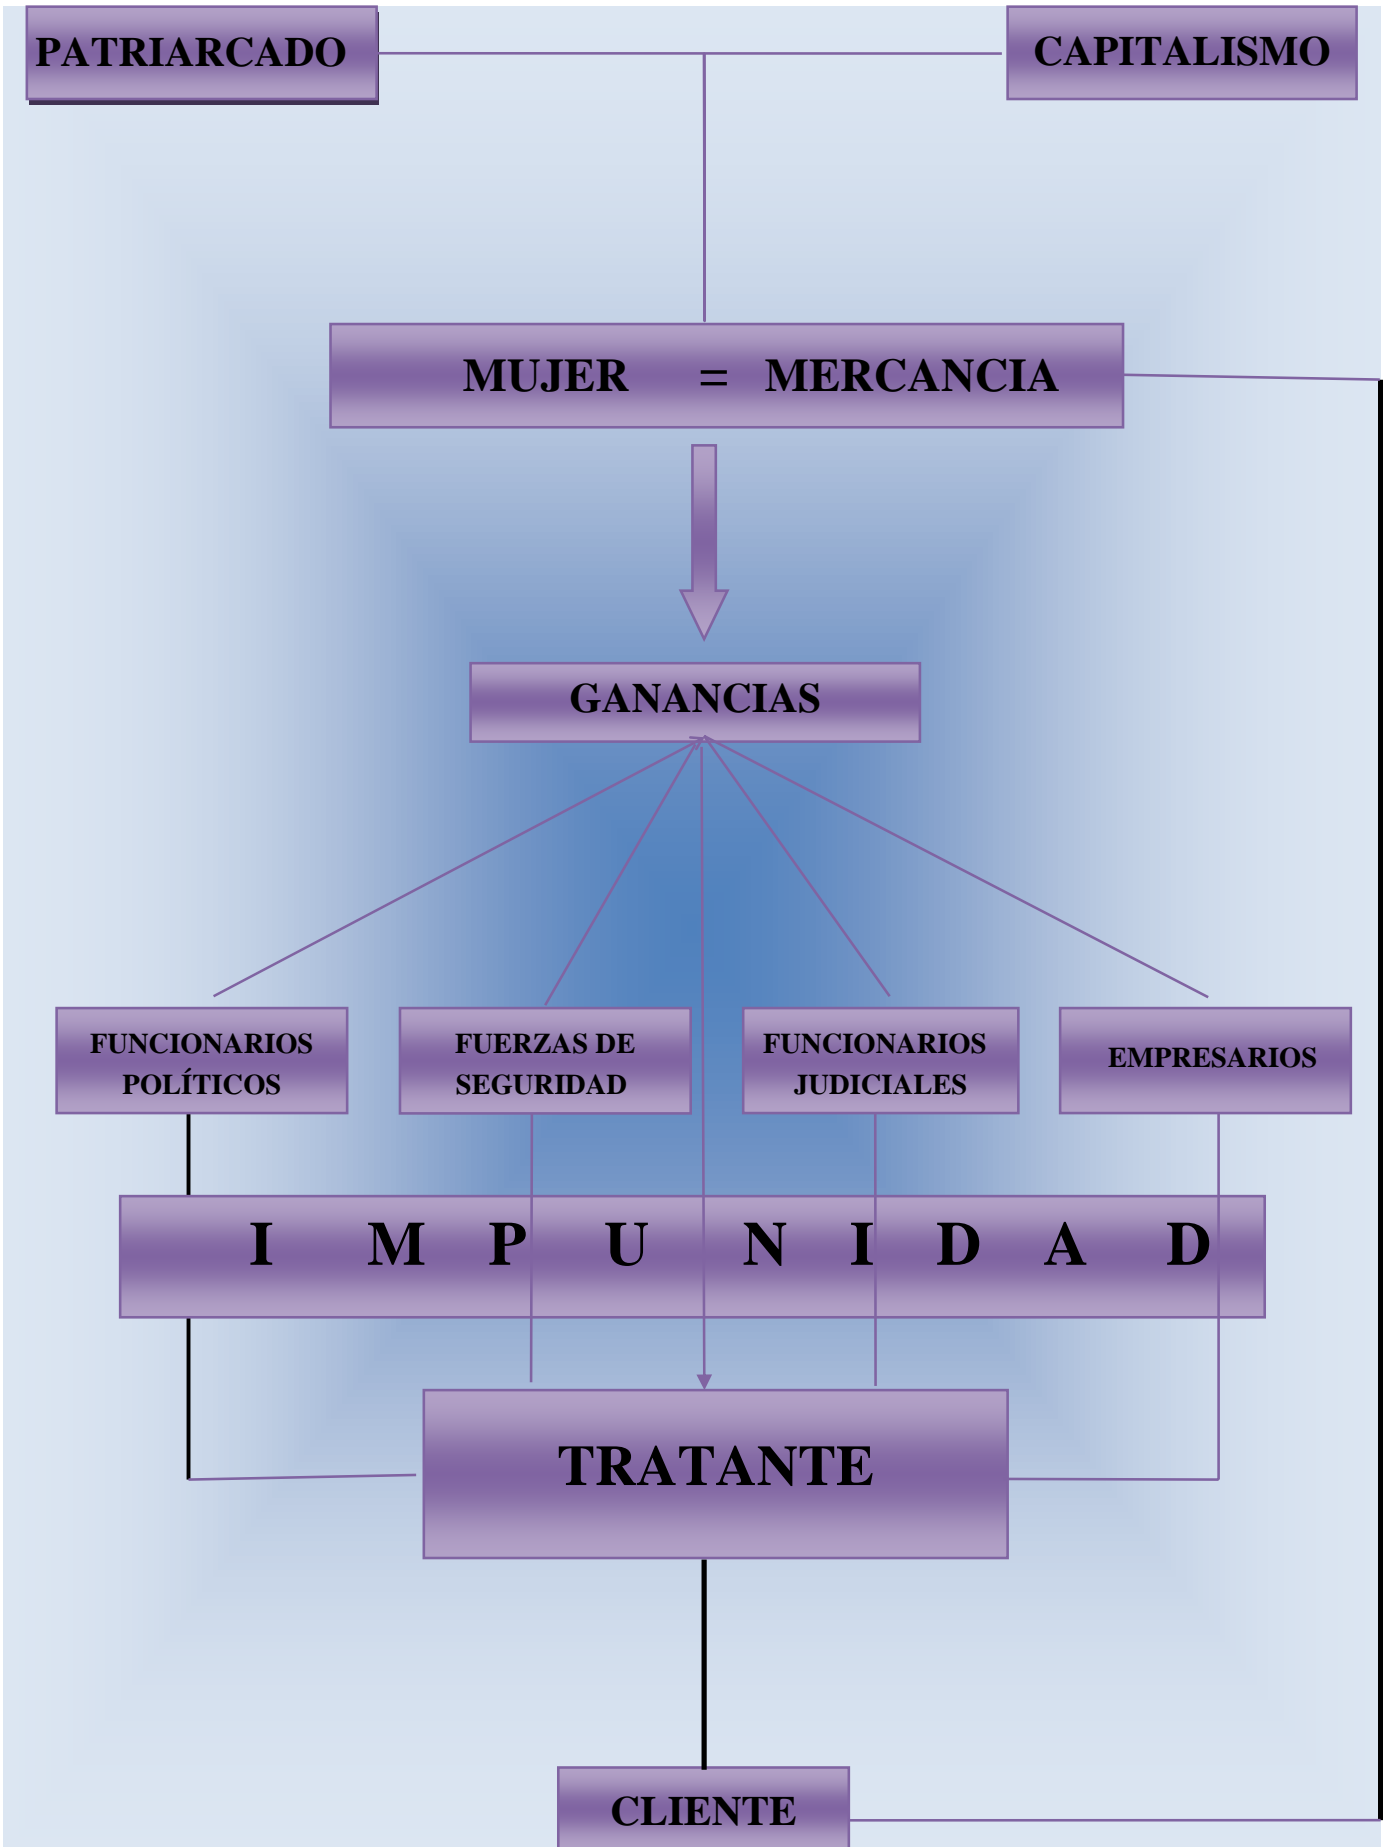 PATRIARCADO
CAPITALISMO
MUJER = MERCANCIA
GANANCIAS
FUNCIONARIOS
POLÍTICOS
FUERZAS DE
SEGURIDAD
FUNCIONARIOS
JUDICIALES
EMPRESARIOS
I M P U N I D A D
TRATANTE
CLIENTE